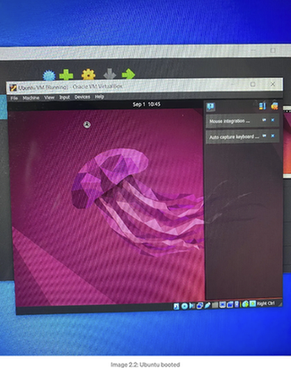 Ubuntu VM [Running] - Oracle VM VirtualBox
File Machine View Input Devices Help
Sep 1 10:45
Mouse integration ...
Auto capture keyboard ...
Right Ctrl
Image 2.2: Ubuntu booted